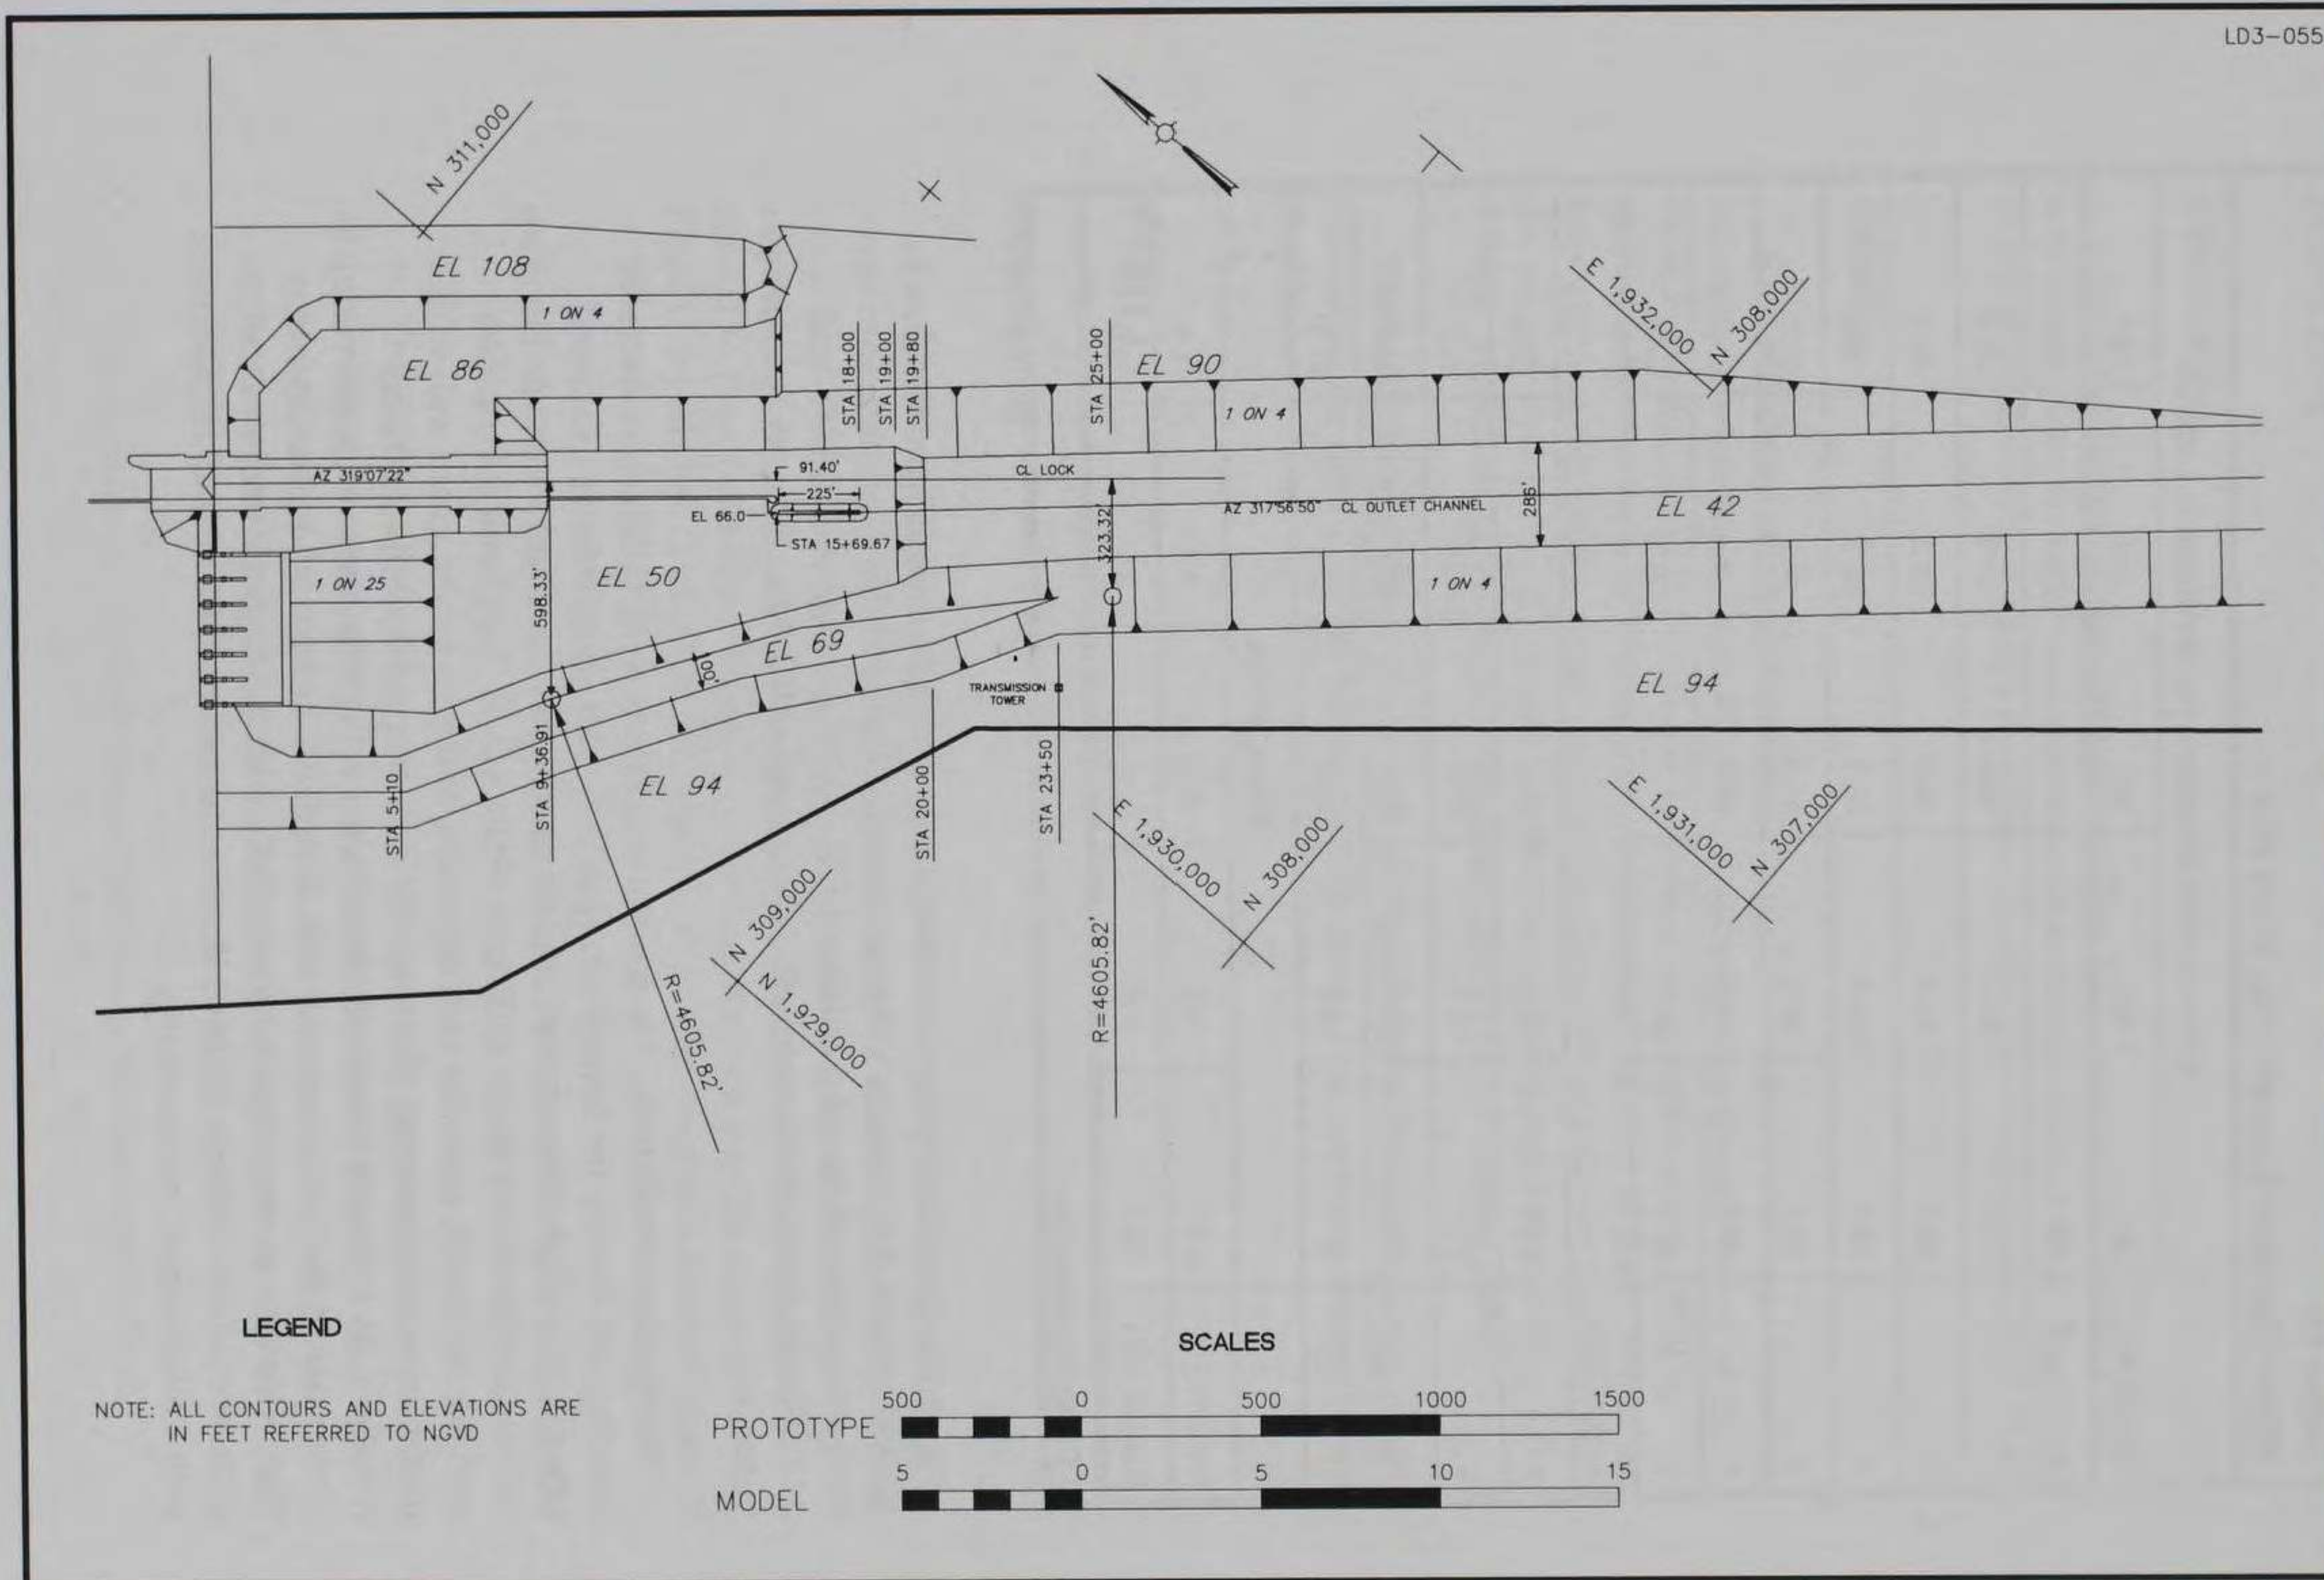 LD3-055
N 311,000
EL 108
1 ON 4
EL 86
STA 18+00
STA 19+00
STA 19+80
STA 25+00
EL 90
1 ON 4
E 1,932,000
N 308,000
AZ 319°07'22"
91.40'
CL LOCK
225'
EL 66.0
STA 15+69.67
AZ 317°56'50" CL OUTLET CHANNEL
286'
EL 42
323.32'
1 ON 25
598.33'
EL 50
1 ON 4
EL 69
TRANSMISSION
TOWER
EL 94
STA 5+10
STA 9+36.91
EL 94
STA 20+00
STA 23+50
E 1,930,000
N 308,000
E 1,931,000
N 307,000
N 309,000
N 1,929,000
R=4605.82'
R=4605.82'
LEGEND
NOTE: ALL CONTOURS AND ELEVATIONS ARE
IN FEET REFERRED TO NGVD
SCALES
500 0 500 1000 1500
PROTOTYPE
5 0 5 10 15
MODEL